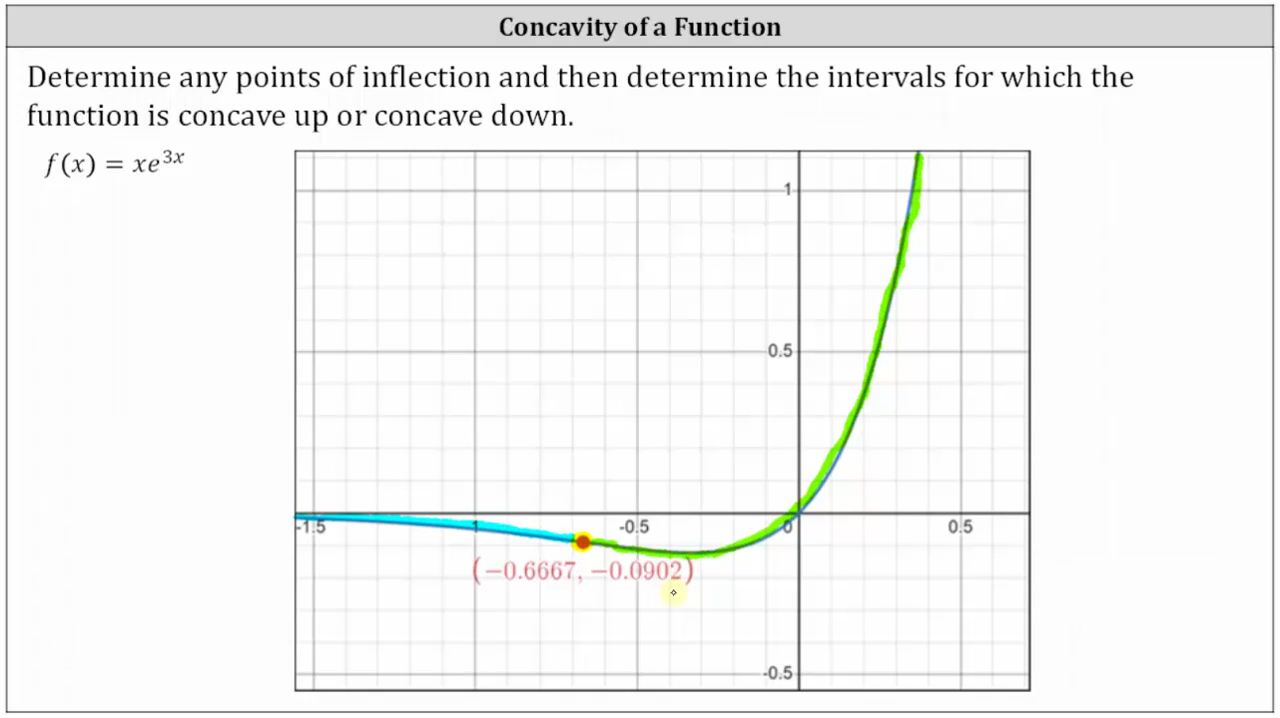 Concavity of a Function
Determine any points of inflection and then determine the intervals for which the
function is concave up or concave down.
f(x) = xe^{3x}
1
0.5
-1.5
1
-0.5
0
0.5
(−0.6667, −0.0902)
-0.5